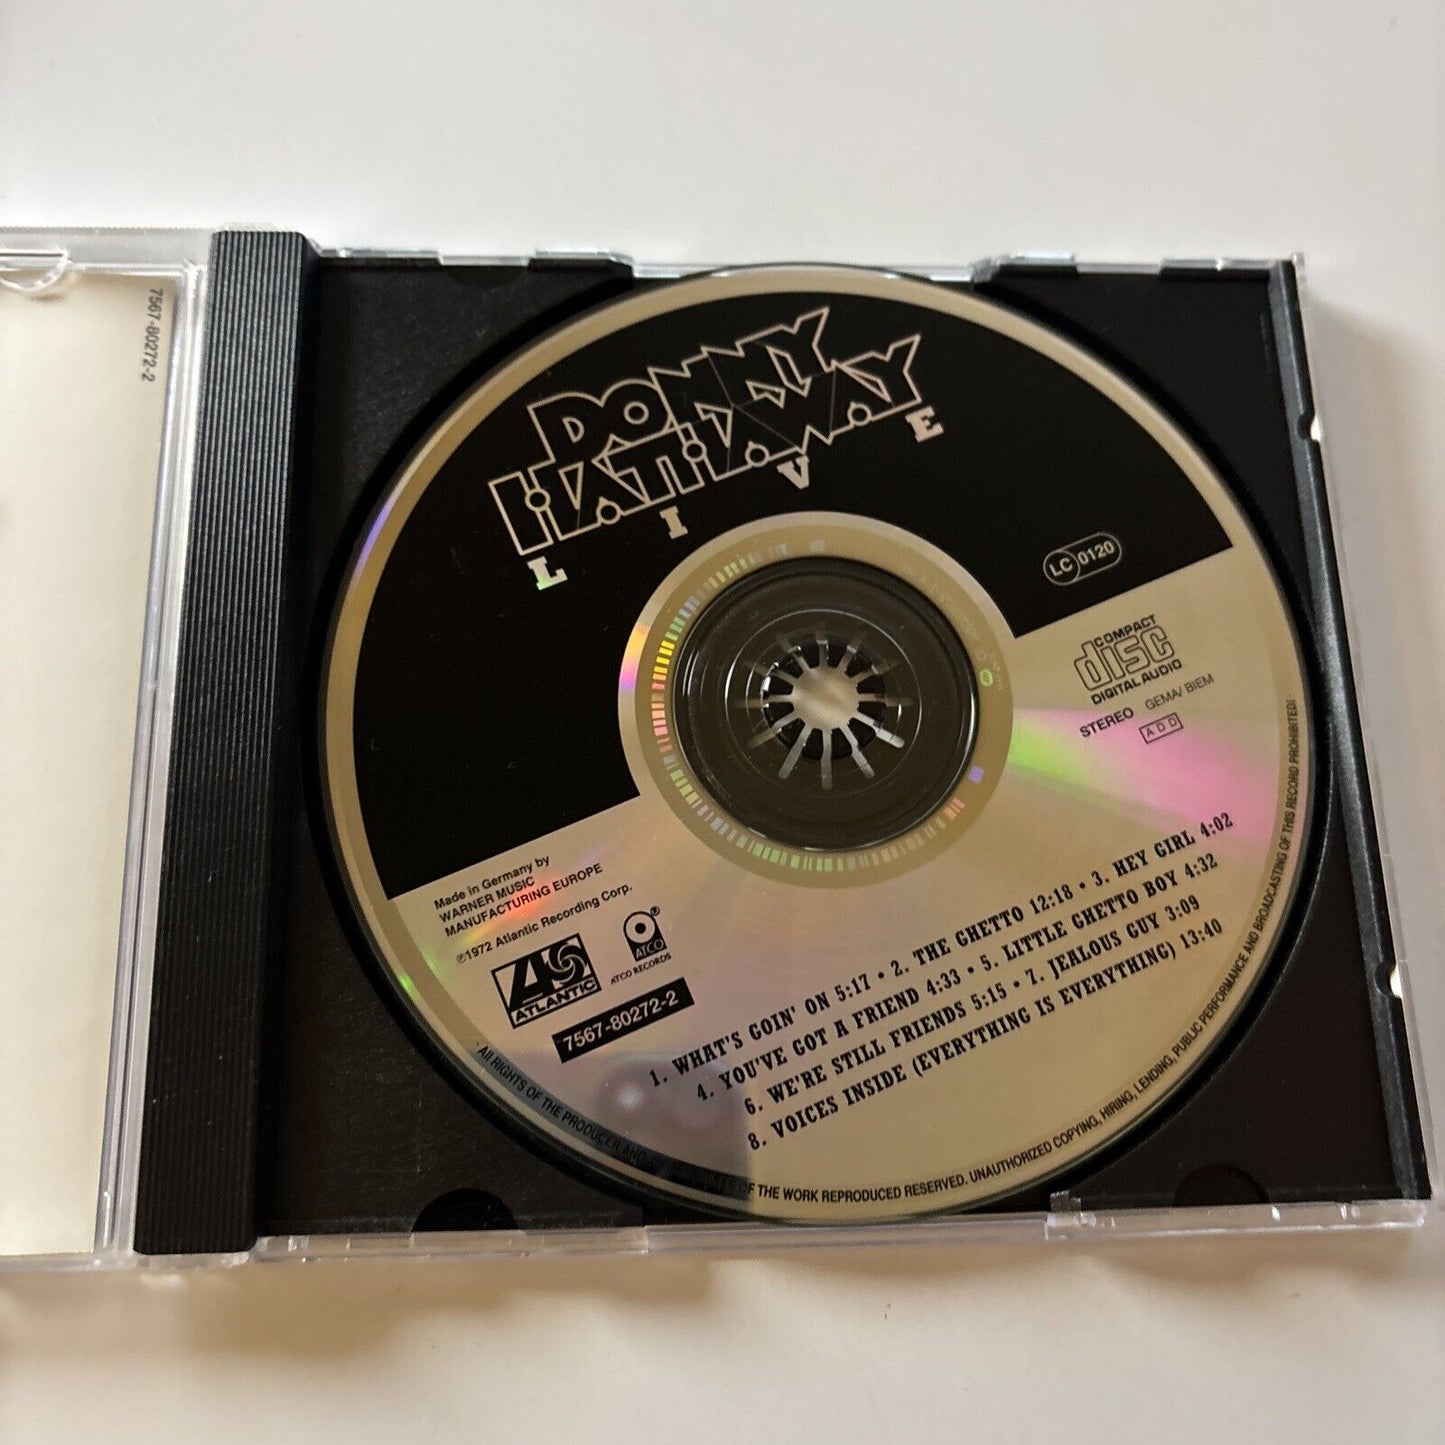 7567-80272-2
DONNY
HATHAWAY
LIVE
LC 0120
COMPACT
disc
DIGITAL AUDIO
STEREO GEMA/ BIEM
ADD
Made in Germany by
WARNER MUSIC
MANUFACTURING EUROPE
℗1972 Atlantic Recording Corp.
ATLANTIC
ATCO®
ATCO RECORDS
7567-80272-2
1. WHAT'S GOIN' ON 5:17 • 2. THE GHETTO 12:18 • 3. HEY GIRL 4:02
4. YOU'VE GOT A FRIEND 4:33 • 5. LITTLE GHETTO BOY 4:32
6. WE'RE STILL FRIENDS 5:15 • 7. JEALOUS GUY 3:09
8. VOICES INSIDE (EVERYTHING IS EVERYTHING) 13:40
All RIGHTS OF THE PRODUCER AND OF THE WORK REPRODUCED RESERVED. UNAUTHORIZED COPYING, HIRING, LENDING, PUBLIC PERFORMANCE AND BROADCASTING OF THIS RECORD PROHIBITED!